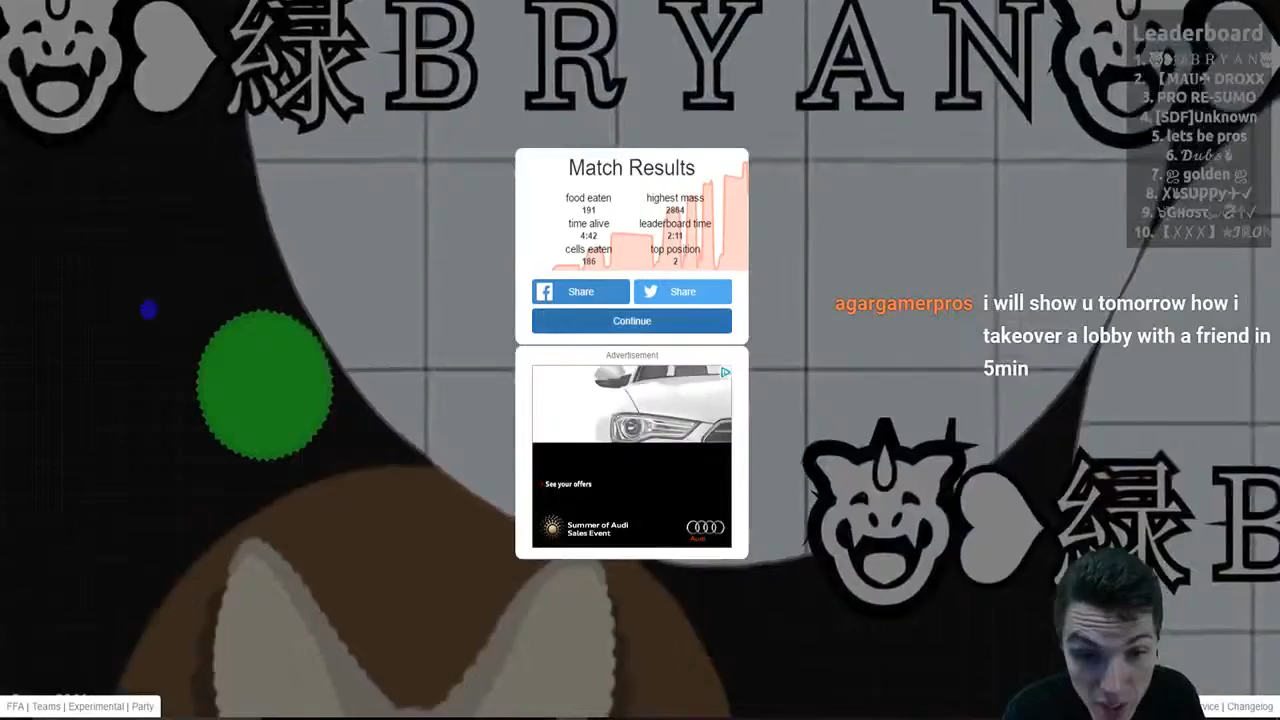 緑BRYAN
Leaderboard
2. 【MAU DROXX
3. PRO RE-SUMO
4. [SDF]Unknown
5. lets be pros
6. 𝓓𝓾𝓫𝓼
7. ஜ golden ஜ
8.
9.
10. 【XXX】
Match Results
food eaten
191
highest mass
2864
time alive
4:42
leaderboard time
2:11
cells eaten
186
top position
2
Share
Share
Continue
Advertisement
See your offers
Summer of Audi
Sales Event
Audi
agargamerpros i will show u tomorrow how i
takeover a lobby with a friend in
5min
緑B
FFA | Teams | Experimental | Party
| Changelog